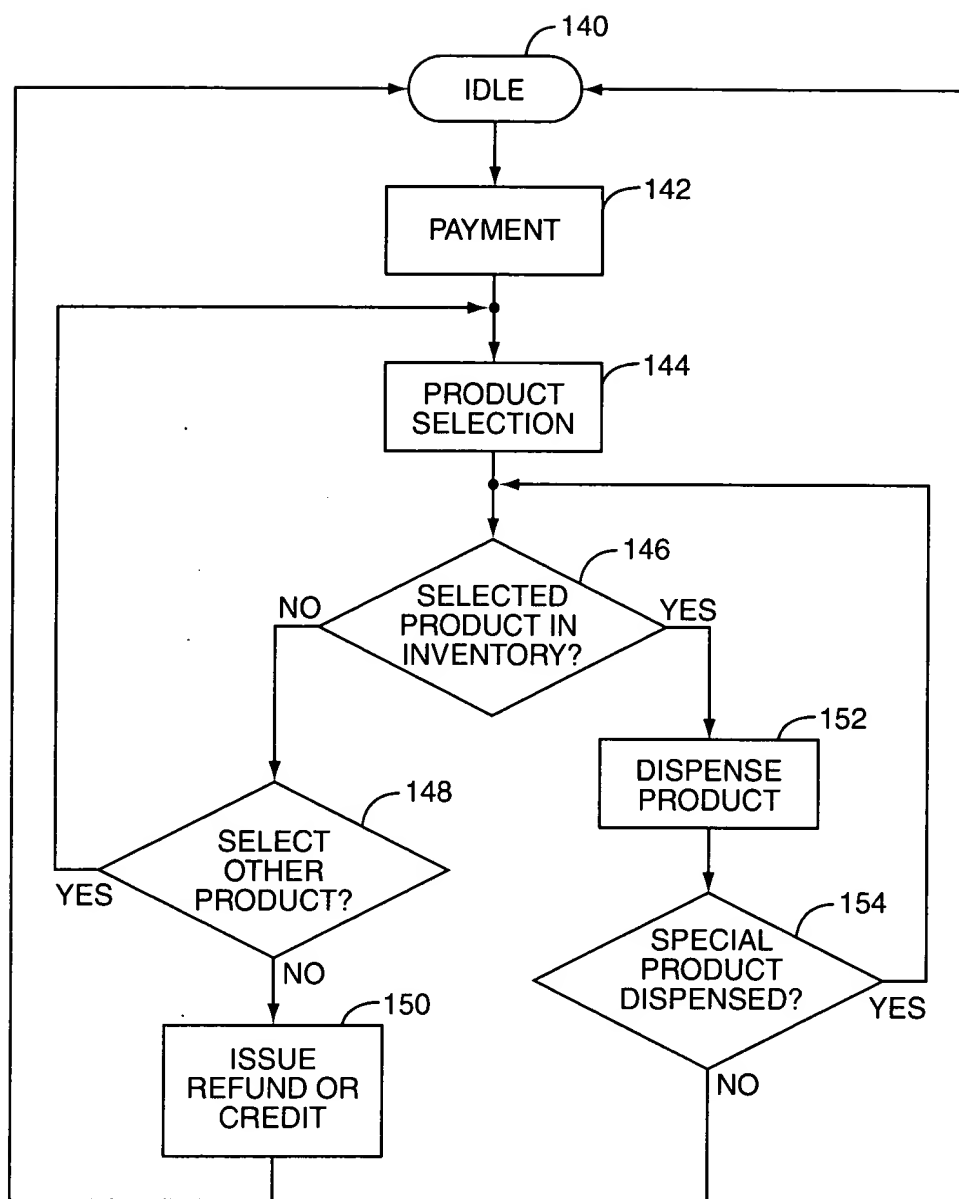 140
IDLE
142
PAYMENT
144
PRODUCT
SELECTION
146
SELECTED
PRODUCT IN
INVENTORY?
NO
YES
152
DISPENSE
PRODUCT
148
SELECT
OTHER
PRODUCT?
YES
NO
154
SPECIAL
PRODUCT
DISPENSED?
YES
NO
150
ISSUE
REFUND OR
CREDIT